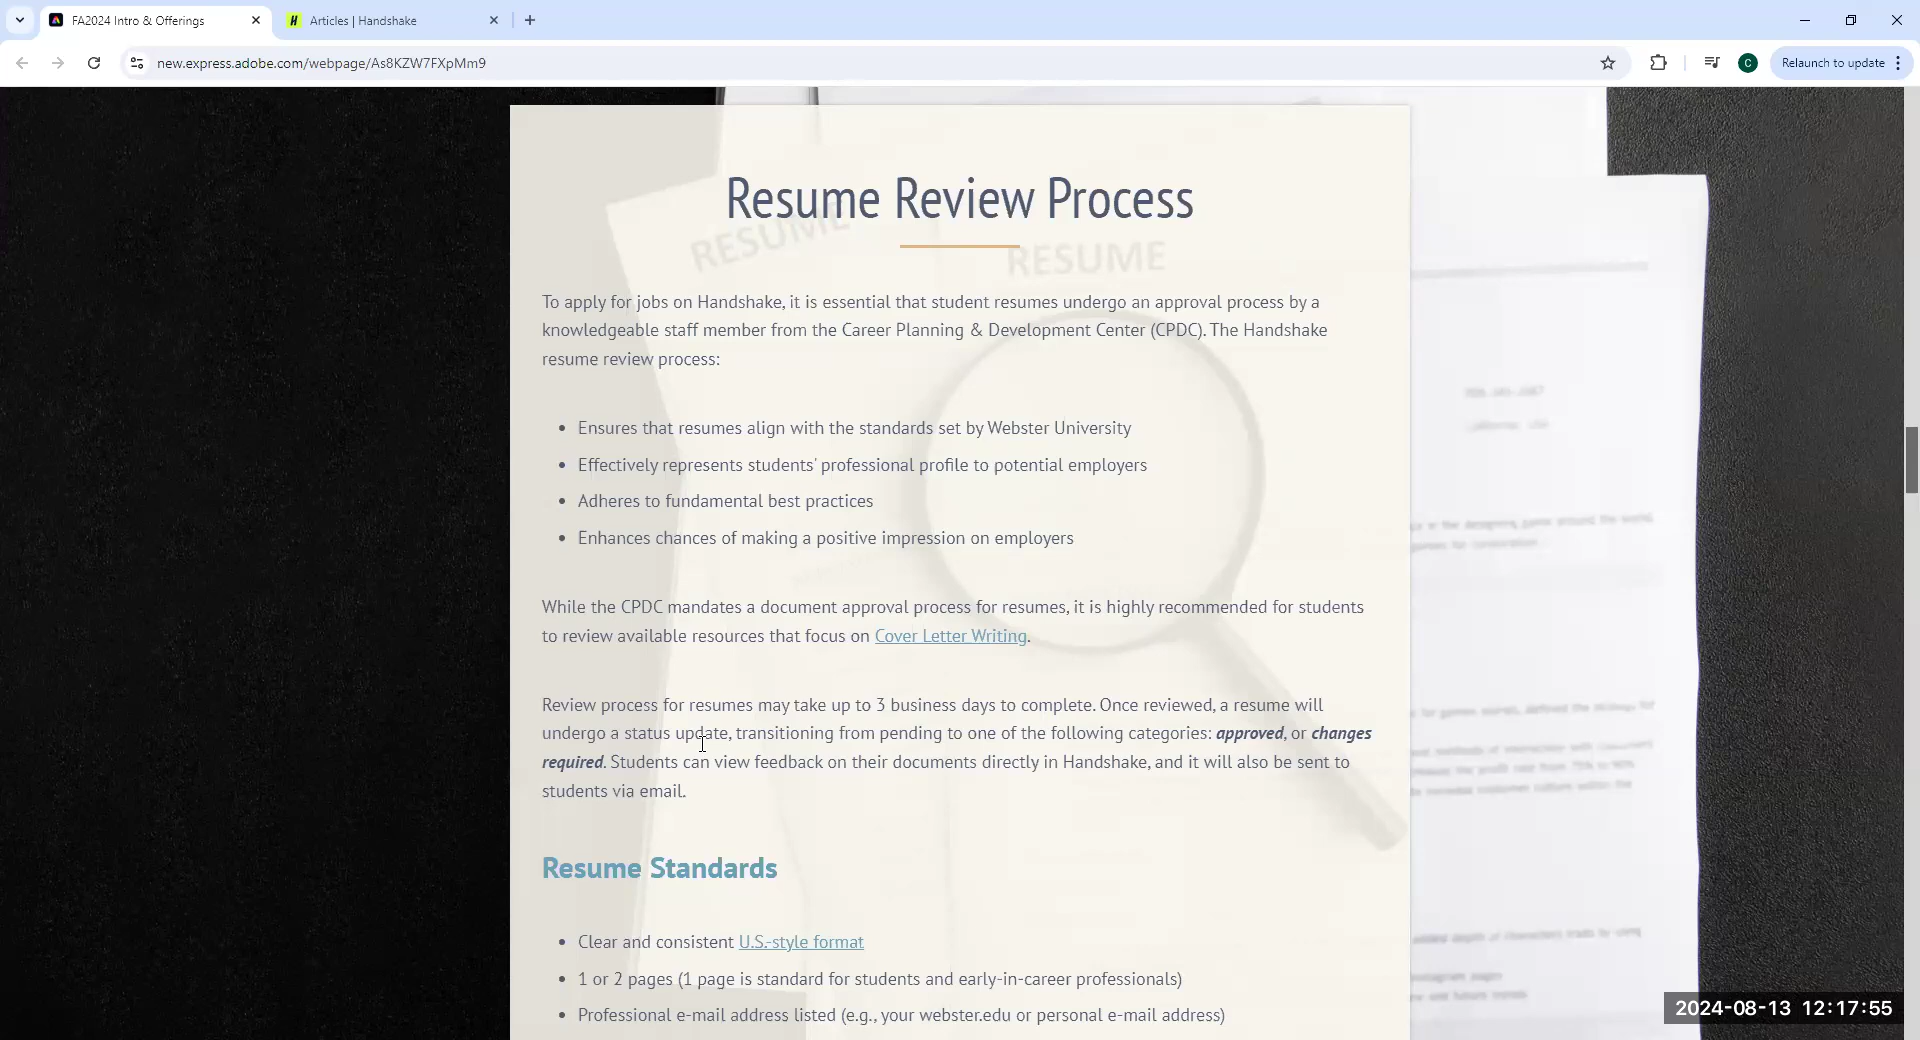 FA2024 Intro & Offerings
Articles | Handshake
new.express.adobe.com/webpage/As8KZW7FXpMm9
C
Relaunch to update
Resume Review Process
RESUME
RESUME
To apply for jobs on Handshake, it is essential that student resumes undergo an approval process by a
knowledgeable staff member from the Career Planning & Development Center (CPDC). The Handshake
resume review process:
• Ensures that resumes align with the standards set by Webster University
• Effectively represents students' professional profile to potential employers
• Adheres to fundamental best practices
• Enhances chances of making a positive impression on employers
While the CPDC mandates a document approval process for resumes, it is highly recommended for students
to review available resources that focus on Cover Letter Writing.
Review process for resumes may take up to 3 business days to complete. Once reviewed, a resume will
undergo a status update, transitioning from pending to one of the following categories: approved, or changes
required. Students can view feedback on their documents directly in Handshake, and it will also be sent to
students via email.
Resume Standards
• Clear and consistent U.S.-style format
• 1 or 2 pages (1 page is standard for students and early-in-career professionals)
• Professional e-mail address listed (e.g., your webster.edu or personal e-mail address)
2024-08-13 12:17:55